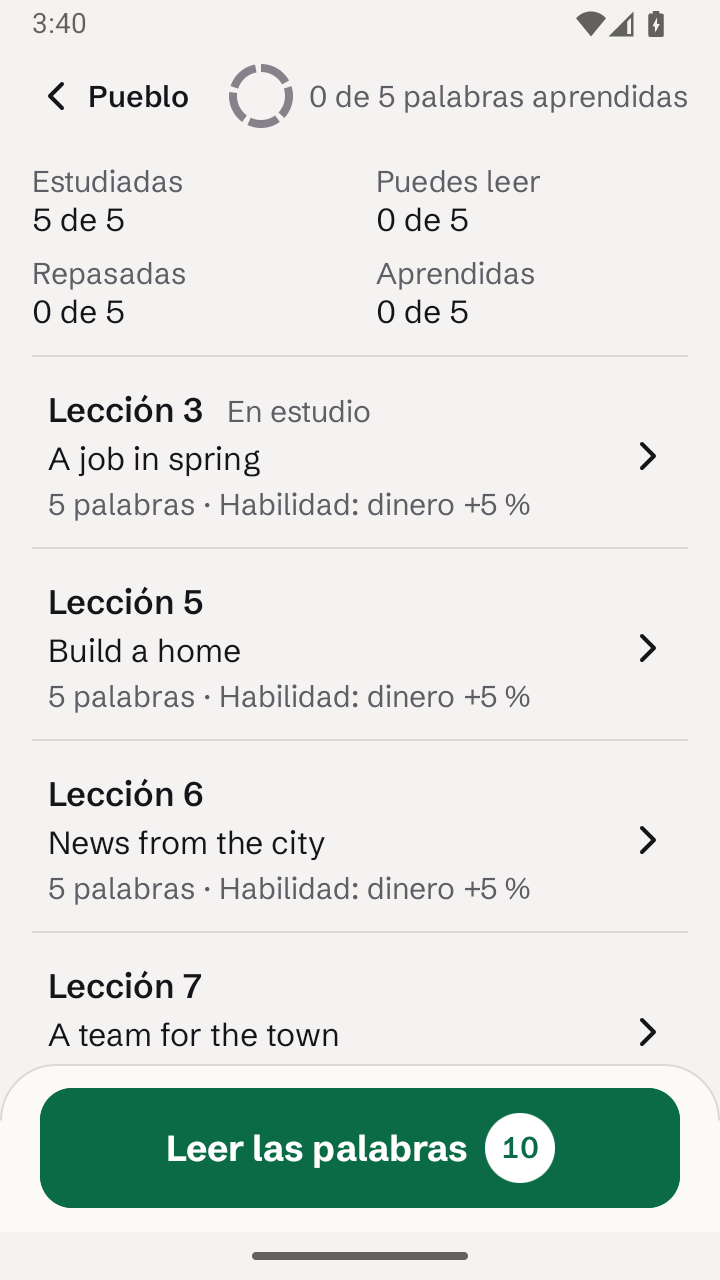 3:40
Pueblo
0 de 5 palabras aprendidas
Estudiadas
5 de 5
Puedes leer
0 de 5
Repasadas
0 de 5
Aprendidas
0 de 5
Lección 3 En estudio
A job in spring
5 palabras · Habilidad: dinero +5 %
Lección 5
Build a home
5 palabras · Habilidad: dinero +5 %
Lección 6
News from the city
5 palabras · Habilidad: dinero +5 %
Lección 7
A team for the town
Leer las palabras 10